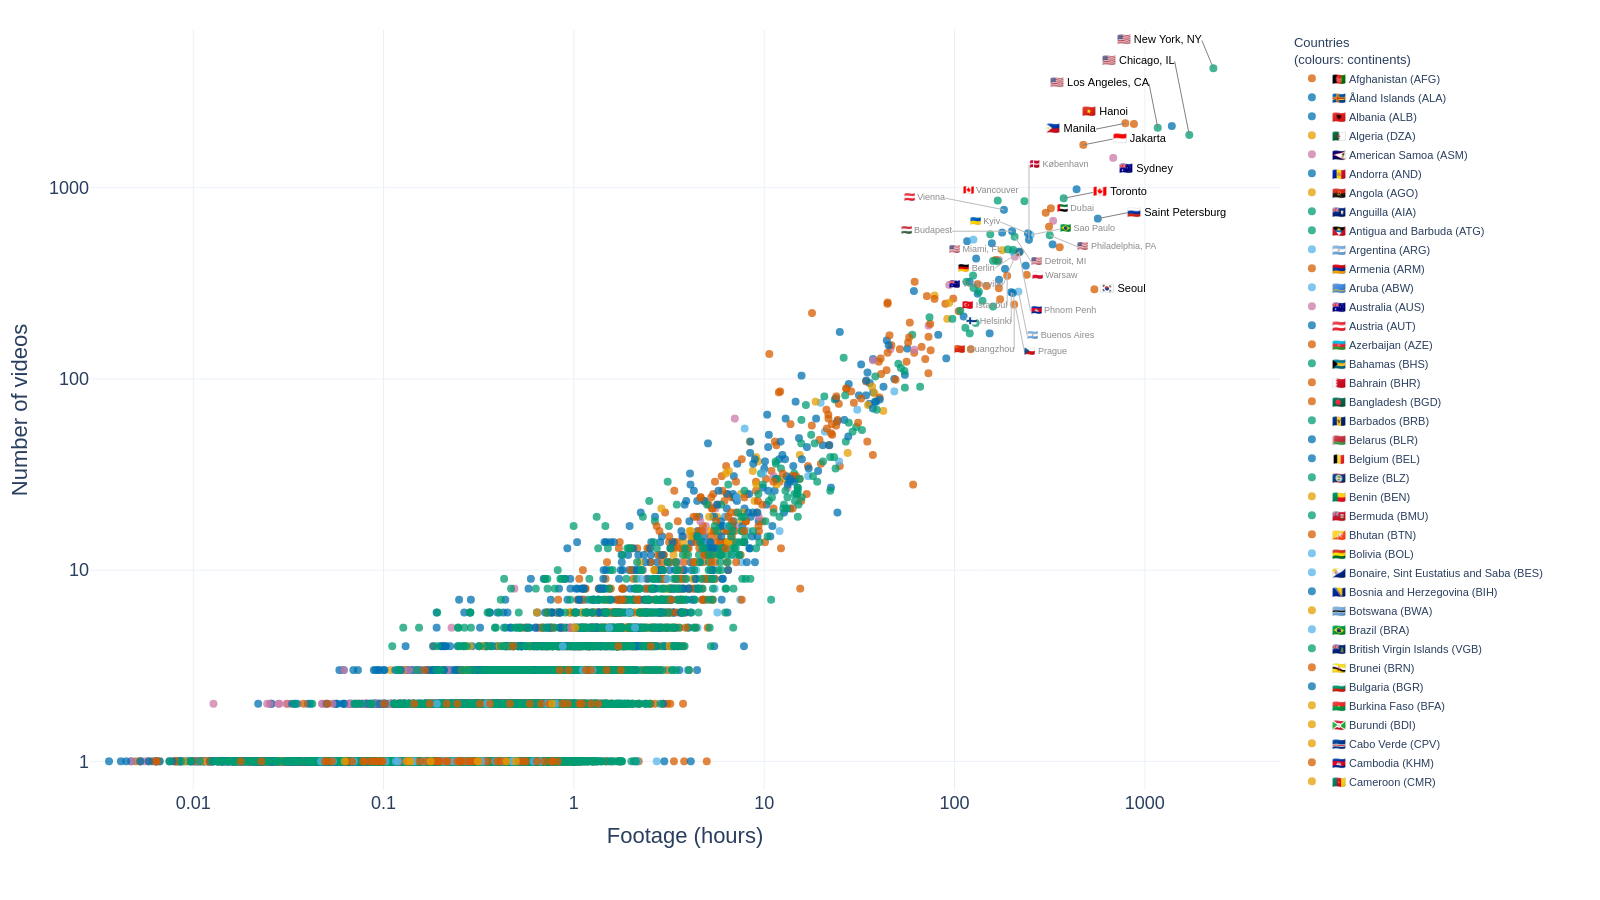 New York, NY
Chicago, IL
Los Angeles, CA
Hanoi
Manila
Jakarta
København
Sydney
Vancouver
Toronto
Vienna
Dubai
Saint Petersburg
Kyiv
Sao Paulo
Budapest
Philadelphia, PA
Miami, FL
Detroit, MI
Berlin
Warsaw
Seoul
Istanbul
Phnom Penh
Helsinki
Buenos Aires
Guangzhou
Prague
1000
100
10
1
Number of videos
0.01
0.1
1
10
100
1000
Footage (hours)
Countries
(colours: continents)
Afghanistan (AFG)
Åland Islands (ALA)
Albania (ALB)
Algeria (DZA)
American Samoa (ASM)
Andorra (AND)
Angola (AGO)
Anguilla (AIA)
Antigua and Barbuda (ATG)
Argentina (ARG)
Armenia (ARM)
Aruba (ABW)
Australia (AUS)
Austria (AUT)
Azerbaijan (AZE)
Bahamas (BHS)
Bahrain (BHR)
Bangladesh (BGD)
Barbados (BRB)
Belarus (BLR)
Belgium (BEL)
Belize (BLZ)
Benin (BEN)
Bermuda (BMU)
Bhutan (BTN)
Bolivia (BOL)
Bonaire, Sint Eustatius and Saba (BES)
Bosnia and Herzegovina (BIH)
Botswana (BWA)
Brazil (BRA)
British Virgin Islands (VGB)
Brunei (BRN)
Bulgaria (BGR)
Burkina Faso (BFA)
Burundi (BDI)
Cabo Verde (CPV)
Cambodia (KHM)
Cameroon (CMR)